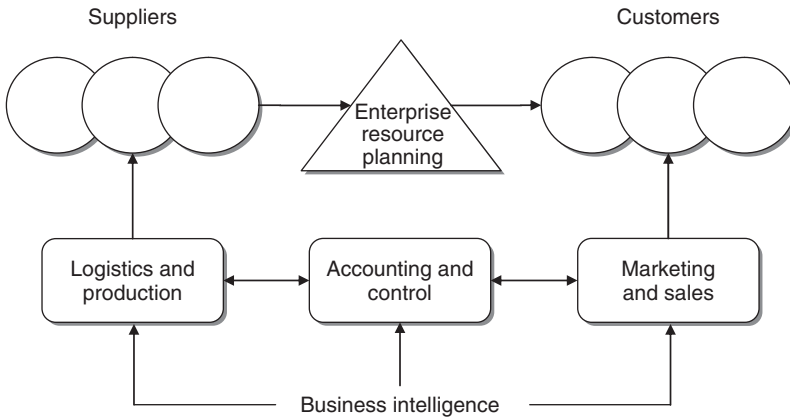 Suppliers
Customers
Enterprise
resource
planning
Logistics and
production
Accounting and
control
Marketing
and sales
Business intelligence